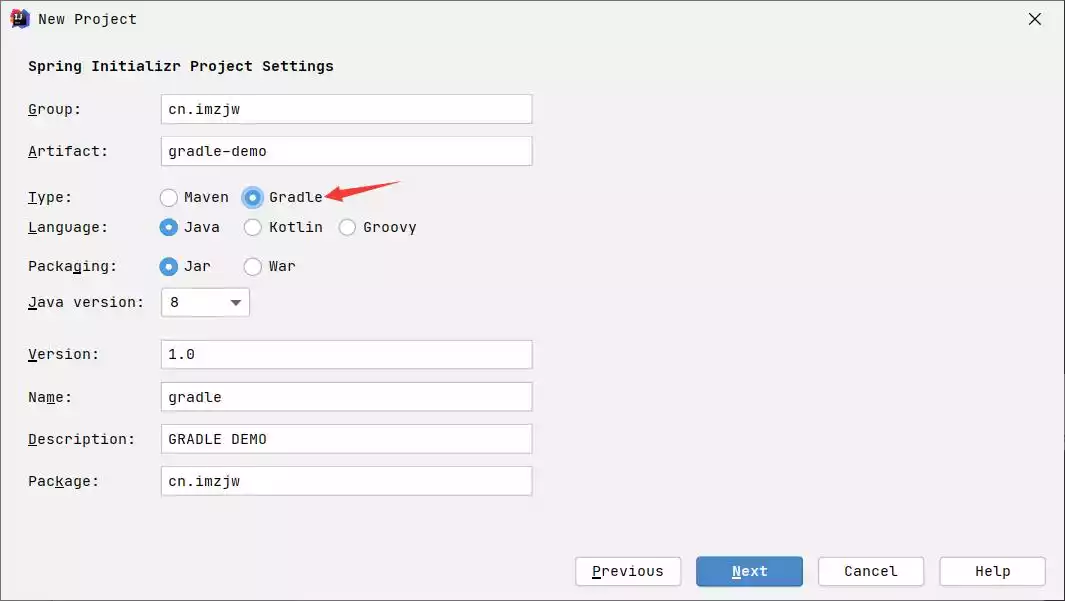 New Project
Spring Initializr Project Settings
Group: cn.imzjw
Artifact: gradle-demo
Type: Maven Gradle
Language: Java Kotlin Groovy
Packaging: Jar War
Java version: 8
Version: 1.0
Name: gradle
Description: GRADLE DEMO
Package: cn.imzjw
Previous Next Cancel Help